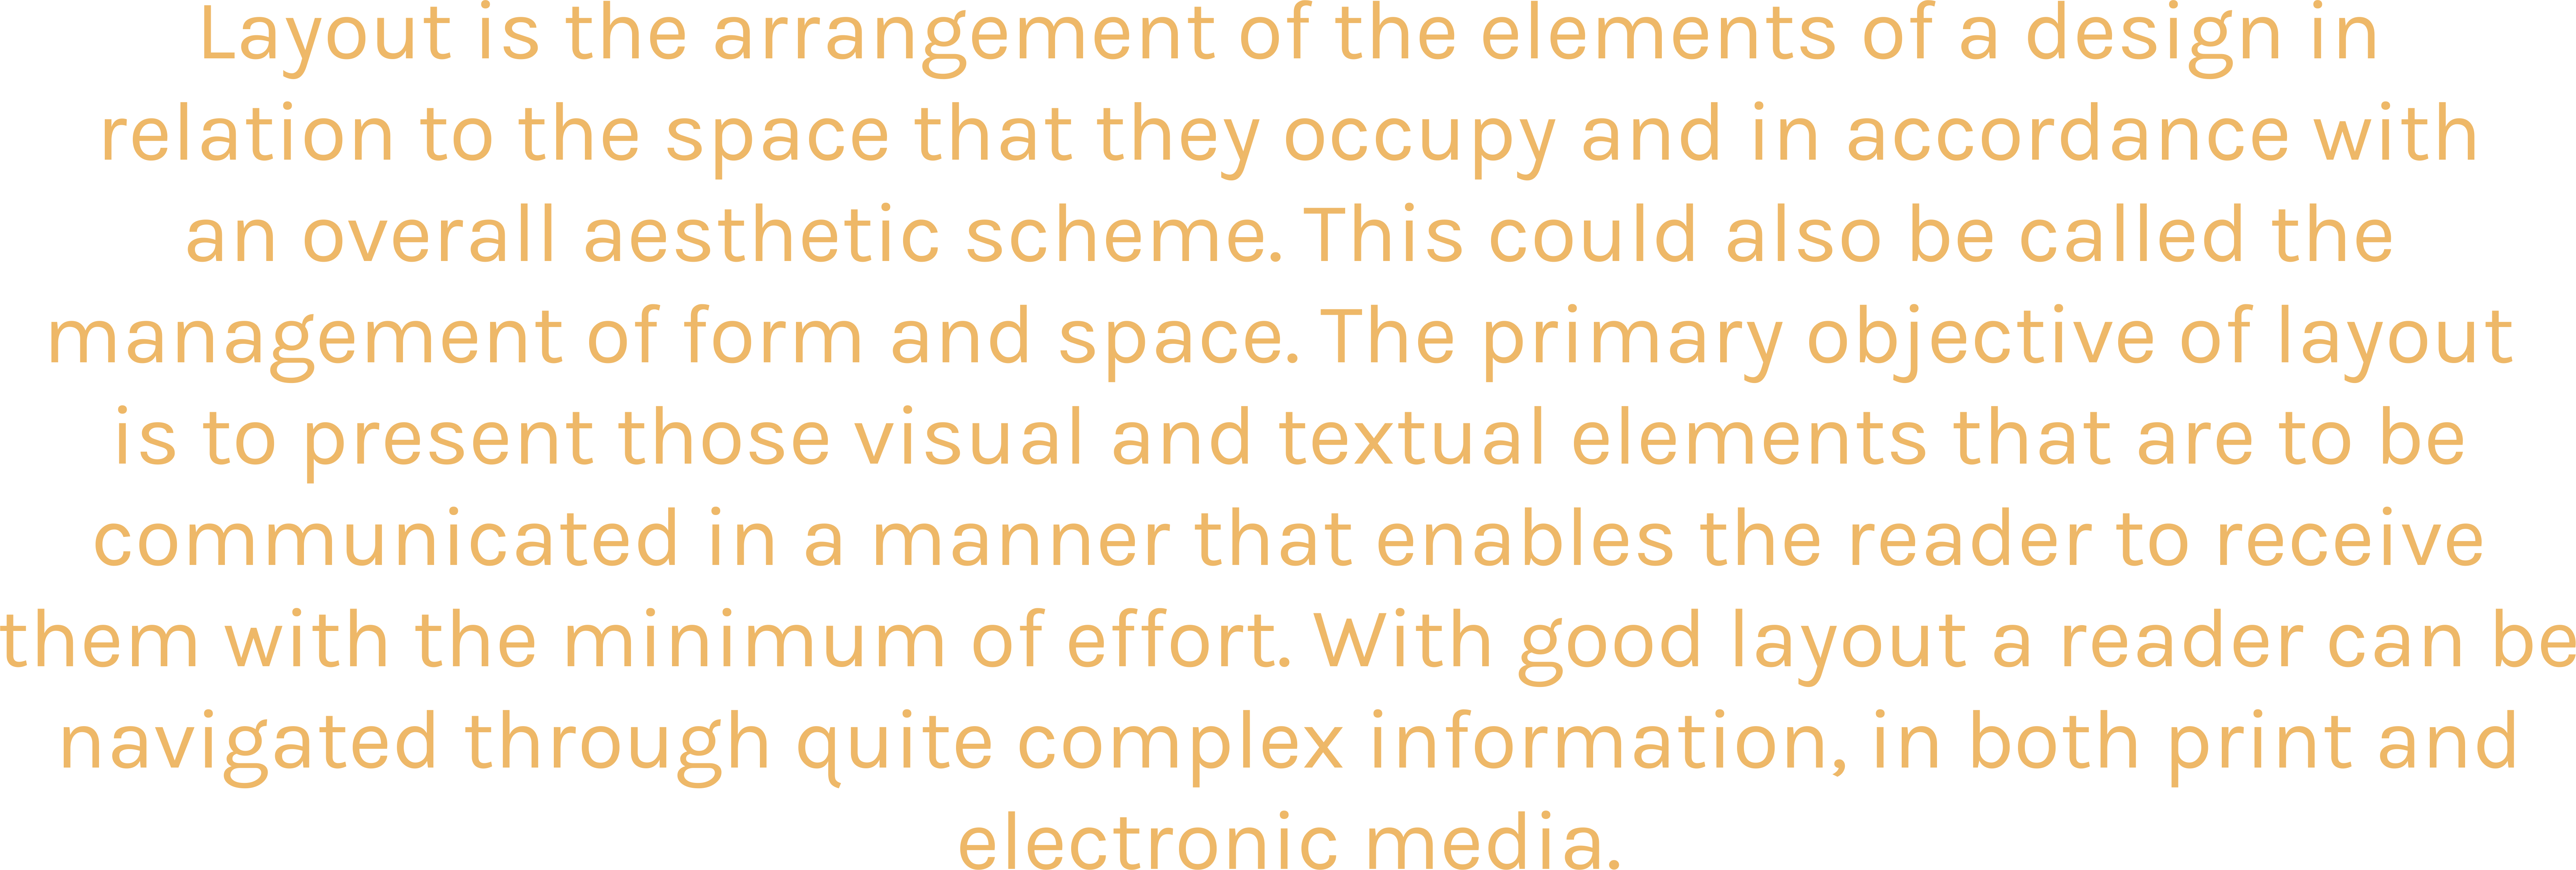 Layout is the arrangement of the elements of a design in
relation to the space that they occupy and in accordance with
an overall aesthetic scheme. This could also be called the
management of form and space. The primary objective of layout
is to present those visual and textual elements that are to be
communicated in a manner that enables the reader to receive
them with the minimum of effort. With good layout a reader can be
navigated through quite complex information, in both print and
electronic media.